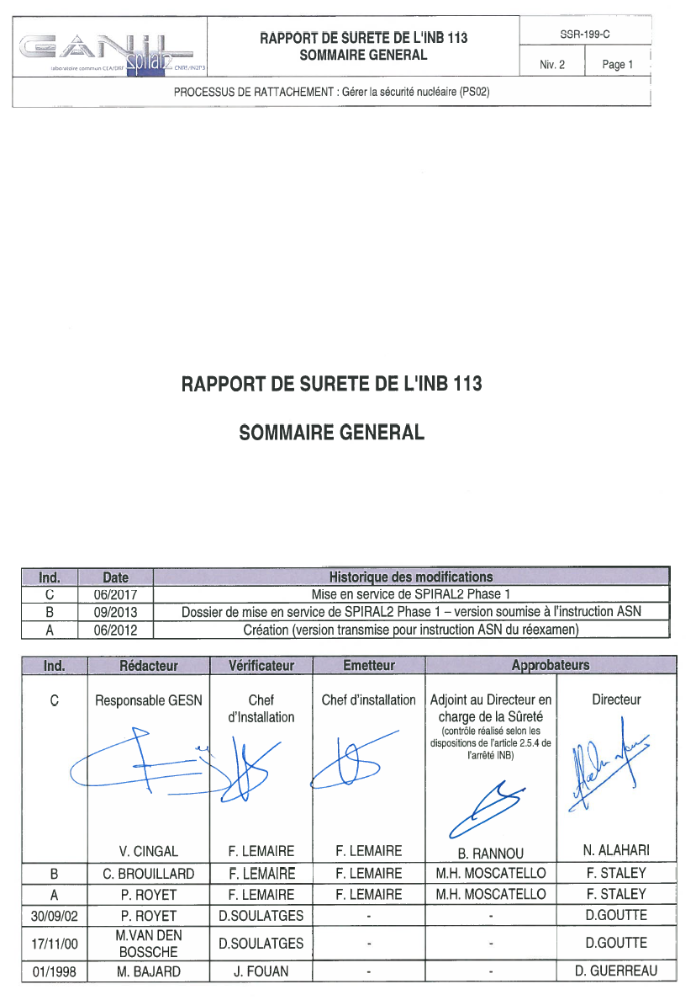 GANIL
spiral2
laboratoire commun CEA/DRF CNRS/IN2P3
RAPPORT DE SURETE DE L'INB 113
SOMMAIRE GENERAL
SSR-199-C
Niv. 2 Page 1
PROCESSUS DE RATTACHEMENT : Gérer la sécurité nucléaire (PS02)
RAPPORT DE SURETE DE L'INB 113
SOMMAIRE GENERAL
Ind. Date Historique des modifications
C 06/2017 Mise en service de SPIRAL2 Phase 1
B 09/2013 Dossier de mise en service de SPIRAL2 Phase 1 – version soumise à l'instruction ASN
A 06/2012 Création (version transmise pour instruction ASN du réexamen)
Ind. Rédacteur Vérificateur Emetteur Approbateurs
C Responsable GESN Chef d'Installation Chef d'installation Adjoint au Directeur en charge de la Sûreté Directeur
(contrôle réalisé selon les
dispositions de l'article 2.5.4 de
l'arrêté INB)
V. CINGAL F. LEMAIRE F. LEMAIRE B. RANNOU N. ALAHARI
B C. BROUILLARD F. LEMAIRE F. LEMAIRE M.H. MOSCATELLO F. STALEY
A P. ROYET F. LEMAIRE F. LEMAIRE M.H. MOSCATELLO F. STALEY
30/09/02 P. ROYET D.SOULATGES - - D.GOUTTE
17/11/00 M.VAN DEN BOSSCHE D.SOULATGES - - D.GOUTTE
01/1998 M. BAJARD J. FOUAN - - D. GUERREAU